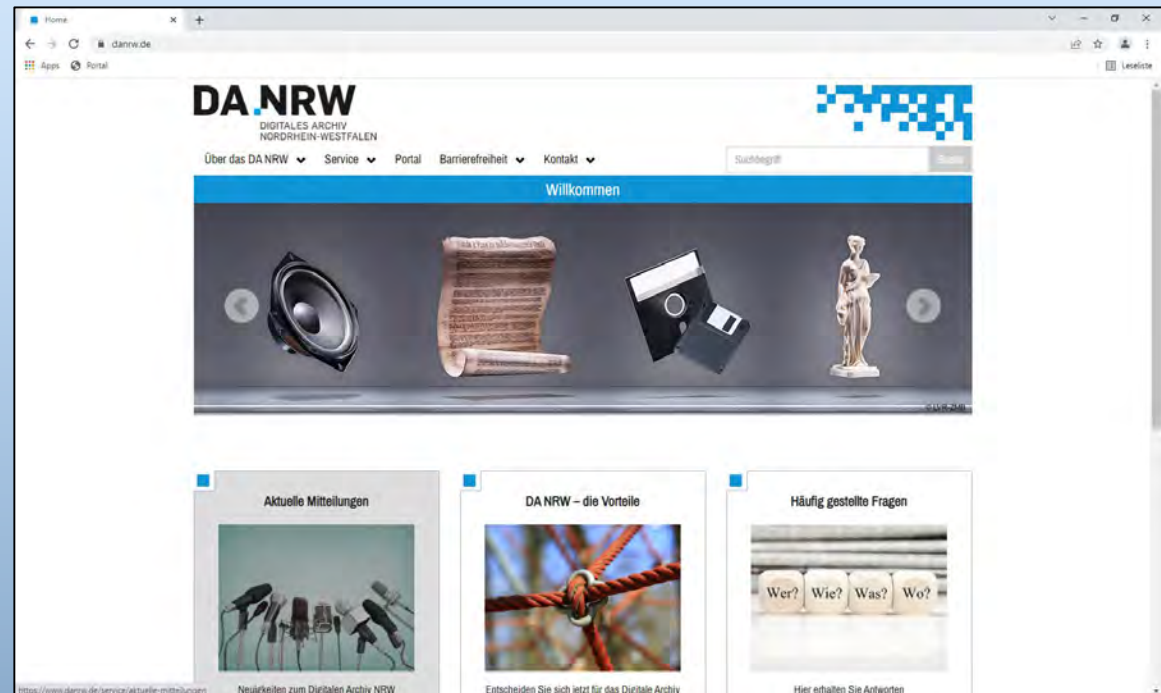 Home
danrw.de
Apps
Portal
Leseliste
DA.NRW
DIGITALES ARCHIV
NORDRHEIN-WESTFALEN
Über das DA NRW
Service
Portal
Barrierefreiheit
Kontakt
Suchbegriff
Suche
Willkommen
© LVR-ZMB
Aktuelle Mitteilungen
DA NRW – die Vorteile
Häufig gestellte Fragen
Wer? Wie? Was? Wo?
Neuigkeiten zum Digitalen Archiv NRW
Entscheiden Sie sich jetzt für das Digitale Archiv
Hier erhalten Sie Antworten
https://www.danrw.de/service/aktuelle-mitteilungen